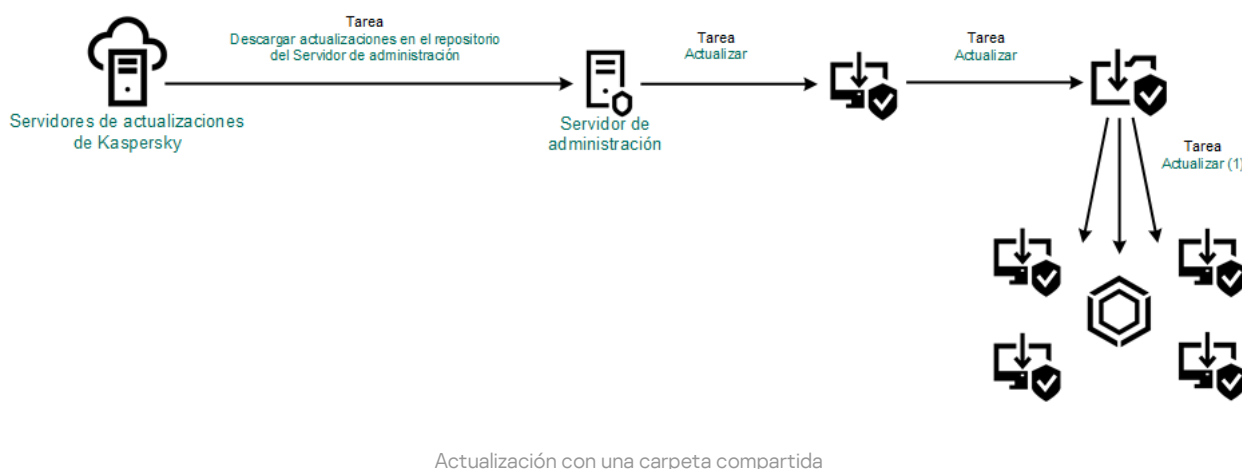 Tarea
Descargar actualizaciones en el repositorio
del Servidor de administración
Tarea
Actualizar
Tarea
Actualizar
Servidores de actualizaciones
de Kaspersky
Servidor de
administración
Tarea
Actualizar (1)
Actualización con una carpeta compartida